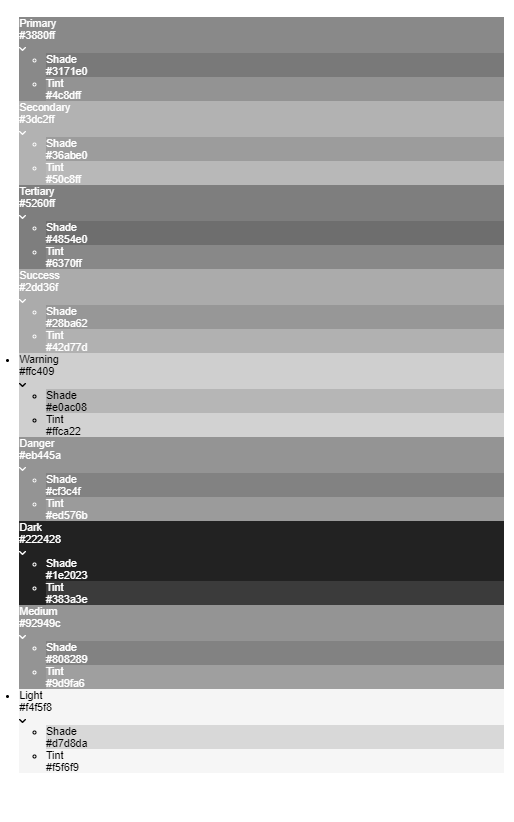 Primary
#3880ff
Shade
#3171e0
Tint
#4c8dff
Secondary
#3dc2ff
Shade
#36abe0
Tint
#50c8ff
Tertiary
#5260ff
Shade
#4854e0
Tint
#6370ff
Success
#2dd36f
Shade
#28ba62
Tint
#42d77d
Warning
#ffc409
Shade
#e0ac08
Tint
#ffca22
Danger
#eb445a
Shade
#cf3c4f
Tint
#ed576b
Dark
#222428
Shade
#1e2023
Tint
#383a3e
Medium
#92949c
Shade
#808289
Tint
#9d9fa6
Light
#f4f5f8
Shade
#d7d8da
Tint
#f5f6f9